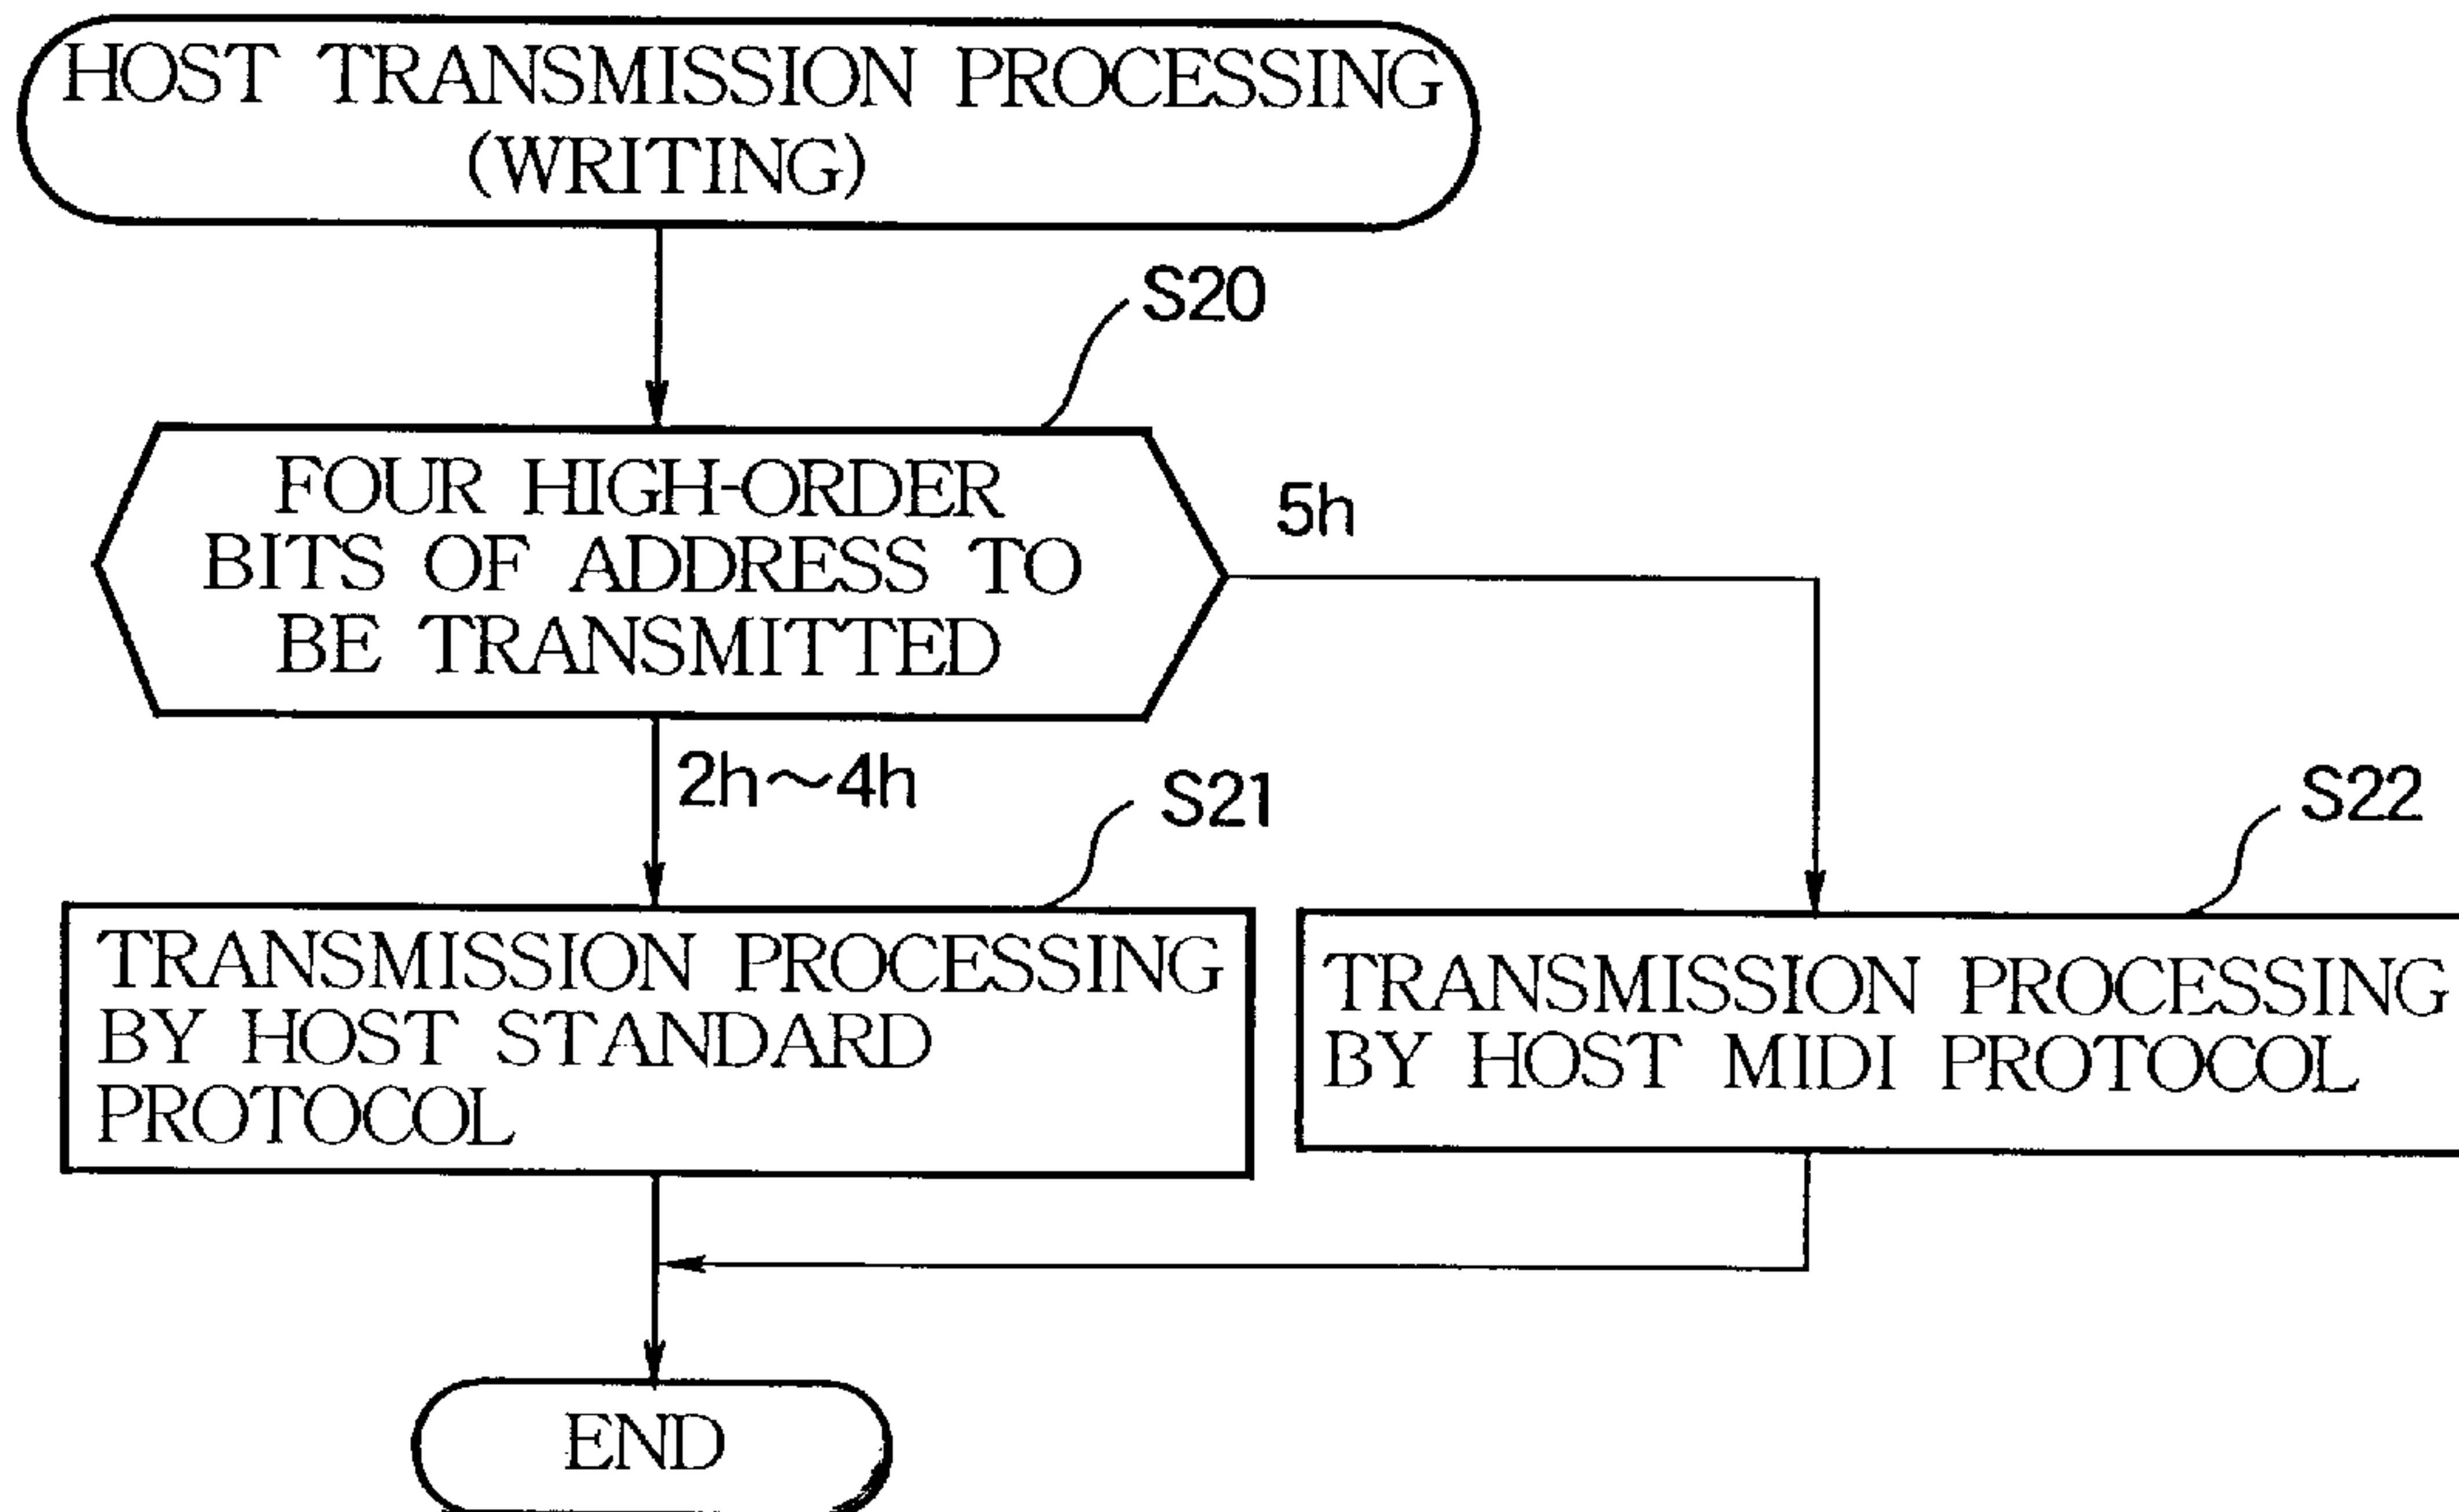 HOST TRANSMISSION PROCESSING
(WRITING)
S20
FOUR HIGH-ORDER
BITS OF ADDRESS TO
BE TRANSMITTED
5h
2h~4h
S21
S22
TRANSMISSION PROCESSING
BY HOST STANDARD
PROTOCOL
TRANSMISSION PROCESSING
BY HOST MIDI PROTOCOL
END